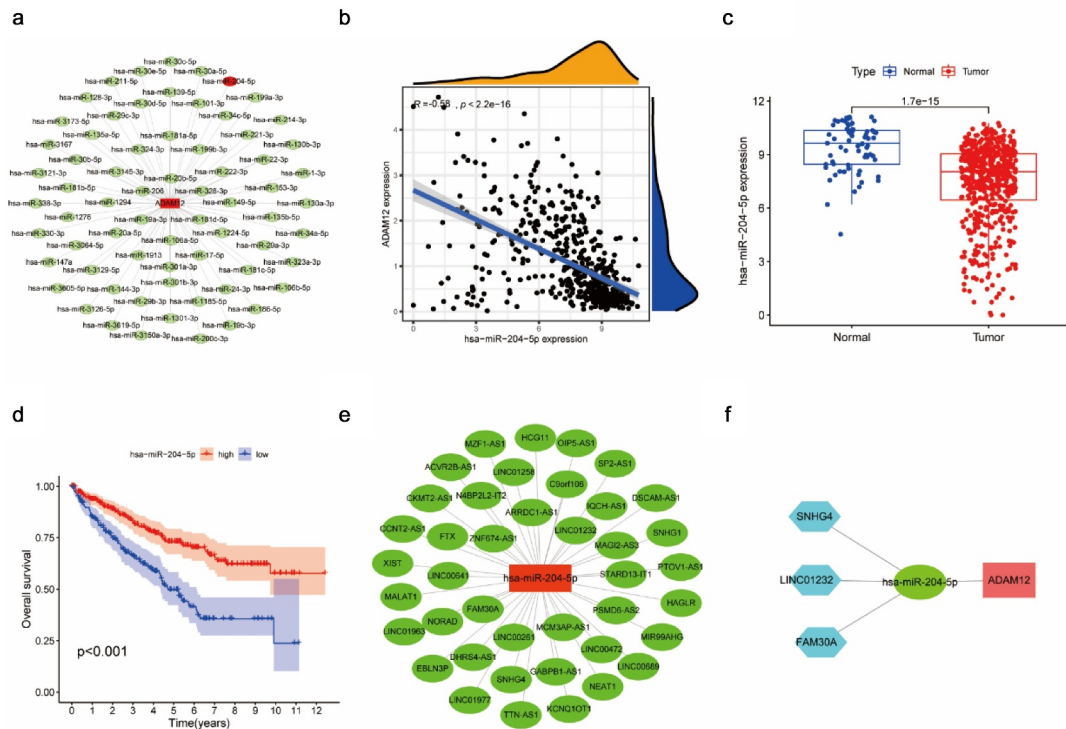 a
hsa-miR-30c-5p
hsa-miR-30e-5p
hsa-miR-30a-5p
hsa-miR-211-5p
hsa-miR-204-5p
hsa-miR-139-5p
hsa-miR-128-3p
hsa-miR-30d-5p
hsa-miR-101-3p
hsa-miR-199a-3p
hsa-miR-29c-3p
hsa-miR-34c-5p
hsa-miR-3173-5p
hsa-miR-214-3p
hsa-miR-135a-5p
hsa-miR-181a-5p
hsa-miR-221-3p
hsa-miR-3167
hsa-miR-324-3p
hsa-miR-199b-3p
hsa-miR-130b-3p
hsa-miR-30b-5p
hsa-miR-22-3p
hsa-miR-3121-3p
hsa-miR-3145-3p
hsa-miR-222-3p
hsa-miR-1-3p
hsa-miR-20b-5p
hsa-miR-181b-5p
hsa-miR-206
hsa-miR-328-3p
hsa-miR-153-3p
hsa-miR-338-3p
hsa-miR-1294
ADAM12
hsa-miR-149-5p
hsa-miR-130a-3p
hsa-miR-1276
hsa-miR-19a-3p
hsa-miR-181d-5p
hsa-miR-135b-5p
hsa-miR-330-3p
hsa-miR-20a-5p
hsa-miR-1224-5p
hsa-miR-34a-5p
hsa-miR-3064-5p
hsa-miR-106a-5p
hsa-miR-29a-3p
hsa-miR-1913
hsa-miR-17-5p
hsa-miR-147a
hsa-miR-323a-3p
hsa-miR-3129-5p
hsa-miR-301a-3p
hsa-miR-181c-5p
hsa-miR-3605-5p
hsa-miR-144-3p
hsa-miR-301b-3p
hsa-miR-24-3p
hsa-miR-106b-5p
hsa-miR-29b-3p
hsa-miR-1185-5p
hsa-miR-3126-5p
hsa-miR-186-5p
hsa-miR-1301-3p
hsa-miR-3619-5p
hsa-miR-19b-3p
hsa-miR-3150a-3p
hsa-miR-200c-3p
b
R = -0.58 , p < 2.2e-16
ADAM12 expression
4
3
2
1
0
0
3
6
9
hsa-miR-204-5p expression
c
Type Normal Tumor
1.7e-15
hsa-miR-204-5p expression
12
9
6
3
0
Normal
Tumor
d
hsa-miR-204-5p high low
Overall survival
1.00
0.75
0.50
0.25
0.00
p<0.001
0 1 2 3 4 5 6 7 8 9 10 11 12
Time(years)
e
HCG11
MZF1-AS1
OIP5-AS1
LINC01258
SP2-AS1
ACVR2B-AS1
C9orf106
N4BP2L2-IT2
CKMT2-AS1
DSCAM-AS1
IQCH-AS1
ARRDC1-AS1
LINC01232
CCNT2-AS1
SNHG1
FTX
ZNF674-AS1
MAGI2-AS3
XIST
PTOV1-AS1
LINC00641
hsa-miR-204-5p
STARD13-IT1
MALAT1
HAGLR
FAM30A
PSMD6-AS2
NORAD
MCM3AP-AS1
LINC01963
MIR99AHG
LINC00261
LINC00472
DHRS4-AS1
EBLN3P
LINC00689
GABPB1-AS1
SNHG4
NEAT1
LINC01977
KCNQ1OT1
TTN-AS1
f
SNHG4
LINC01232
hsa-miR-204-5p
ADAM12
FAM30A